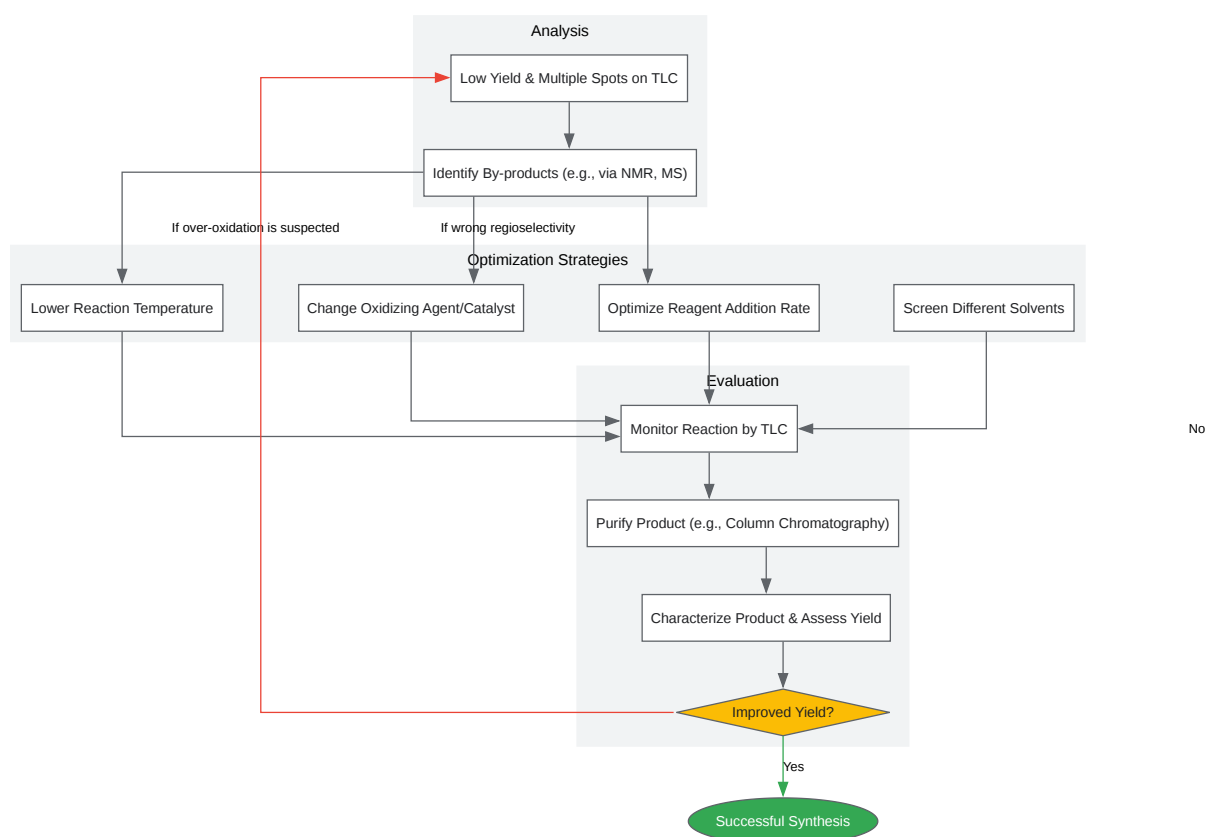 Analysis
Low Yield & Multiple Spots on TLC
Identify By-products (e.g., via NMR, MS)
If over-oxidation is suspected
If wrong regioselectivity
Optimization Strategies
Lower Reaction Temperature
Change Oxidizing Agent/Catalyst
Optimize Reagent Addition Rate
Screen Different Solvents
Evaluation
Monitor Reaction by TLC
No
Purify Product (e.g., Column Chromatography)
Characterize Product & Assess Yield
Improved Yield?
Yes
Successful Synthesis